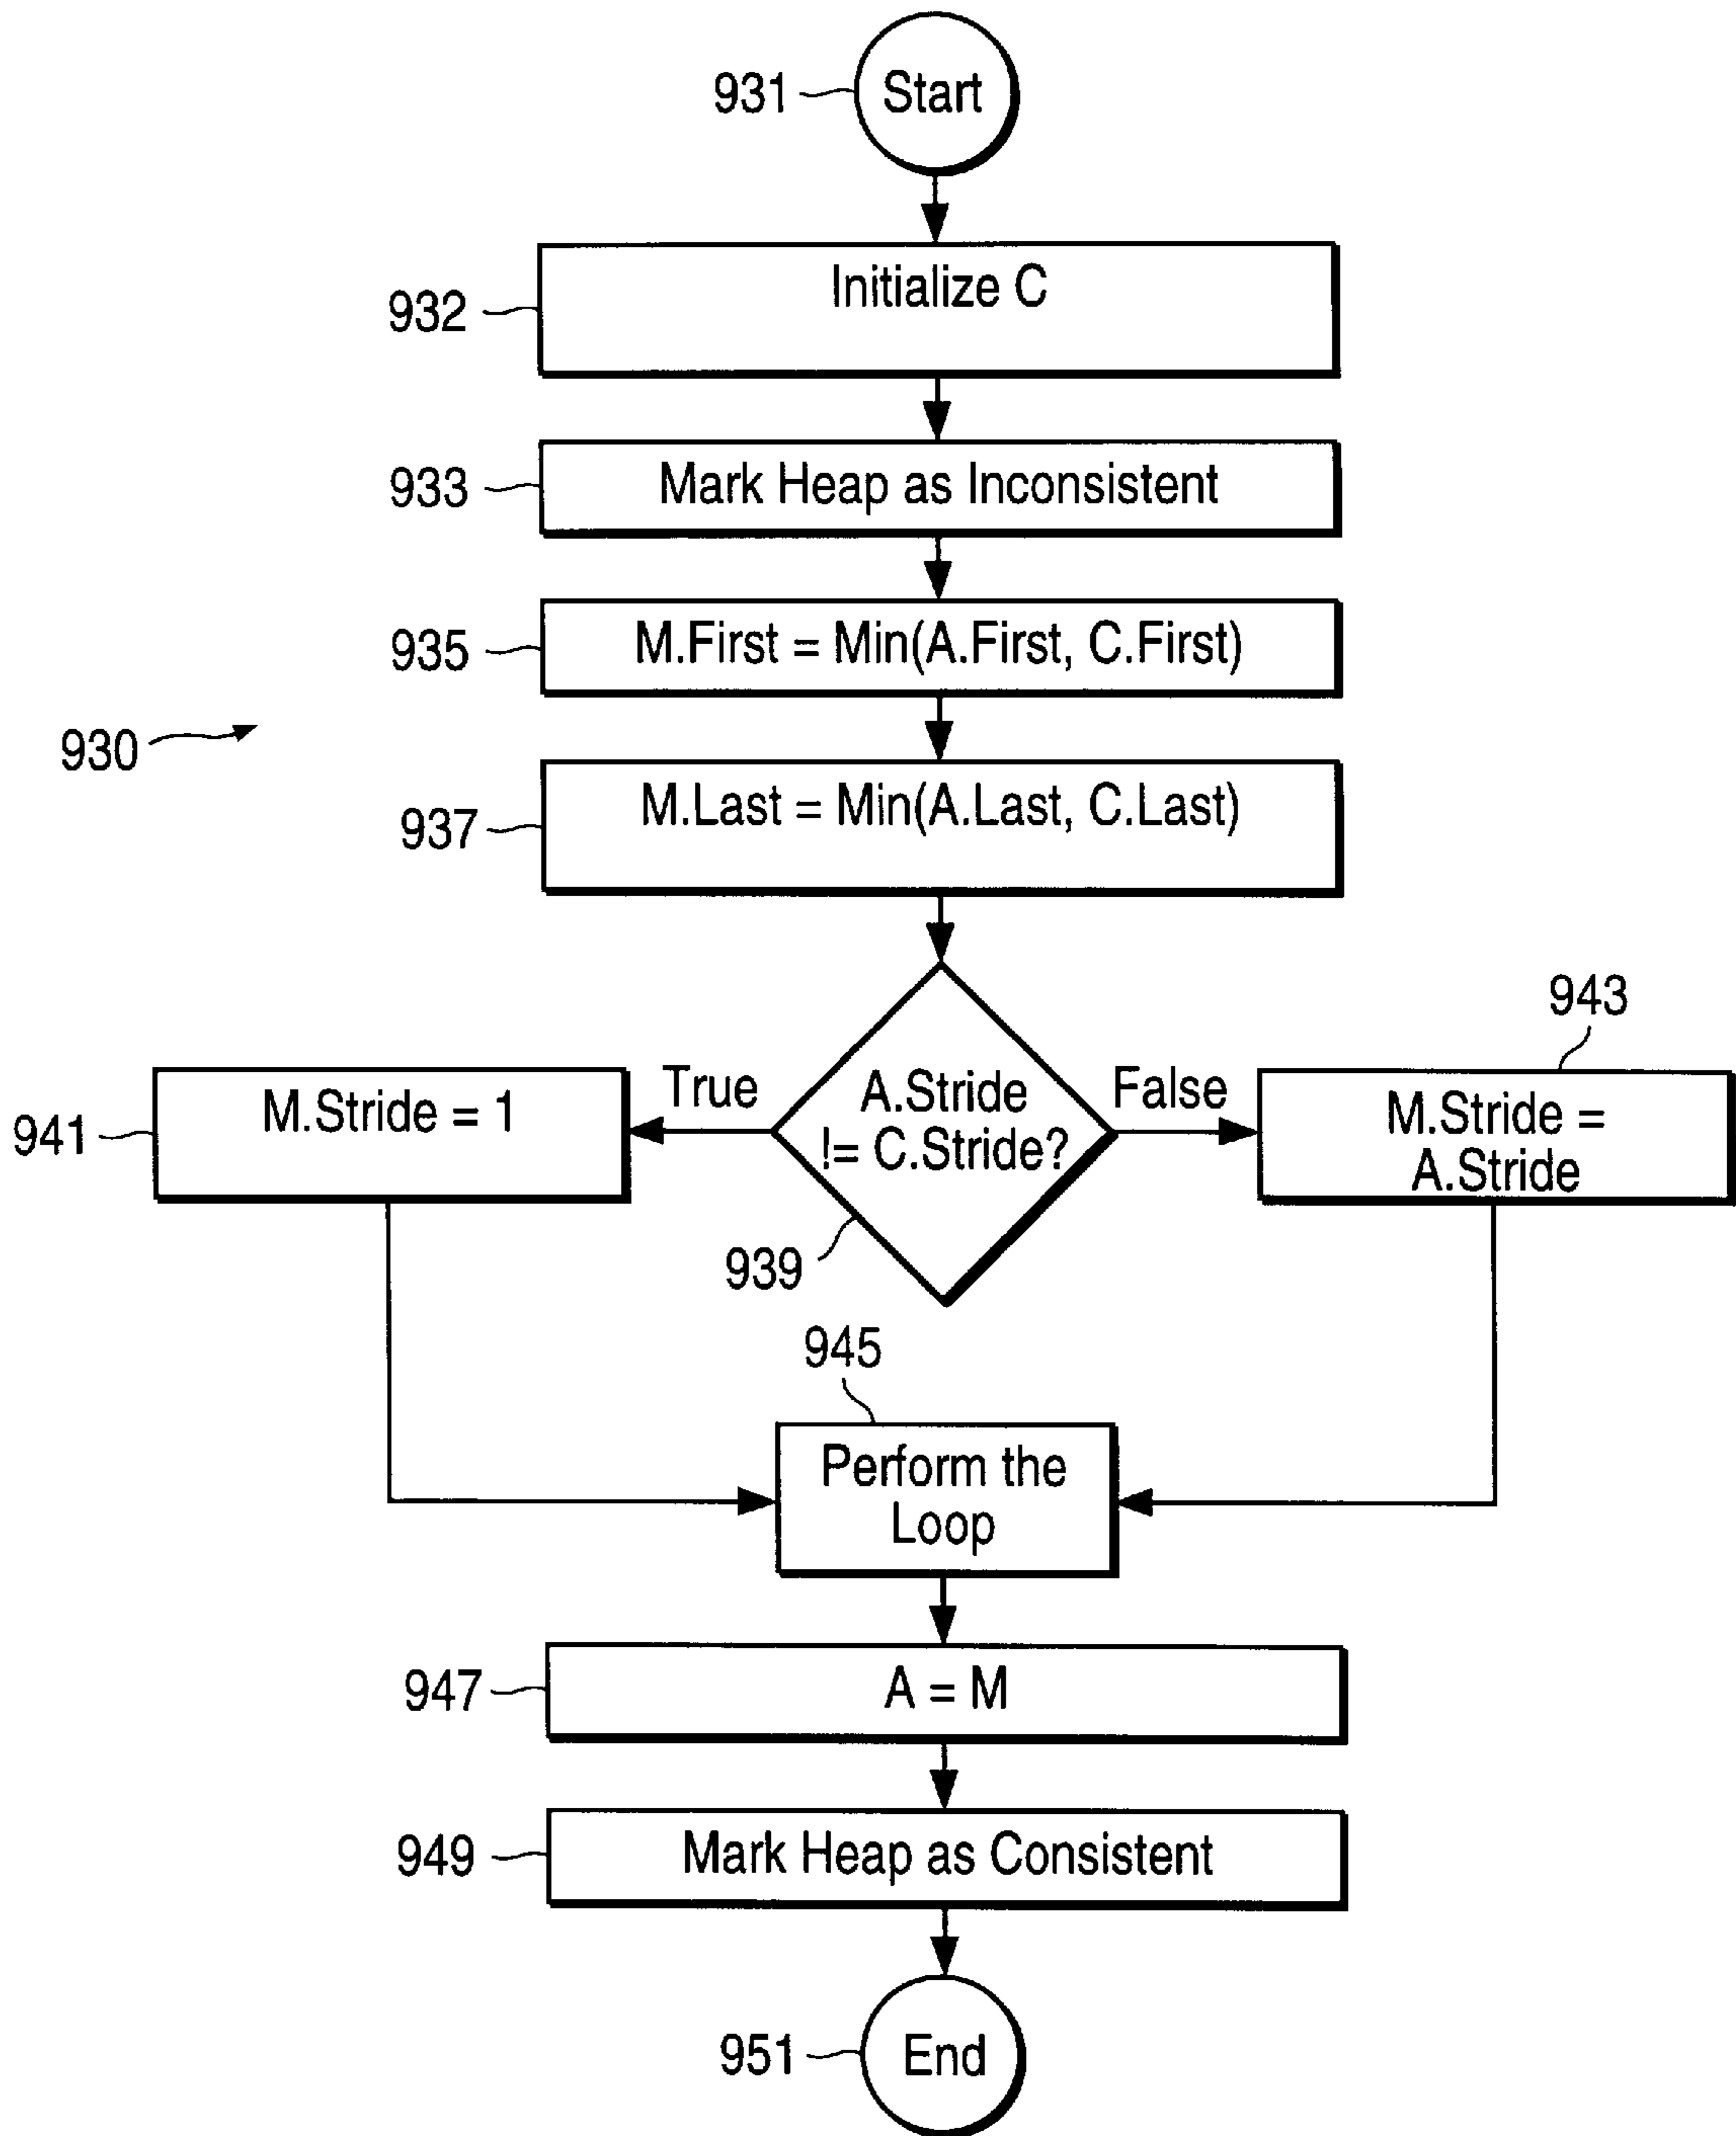 931
Start
932
Initialize C
933
Mark Heap as Inconsistent
935
M.First = Min(A.First, C.First)
930
937
M.Last = Min(A.Last, C.Last)
943
941
M.Stride = 1
True
A.Stride
!= C.Stride?
False
M.Stride =
A.Stride
939
945
Perform the
Loop
947
A = M
949
Mark Heap as Consistent
951
End